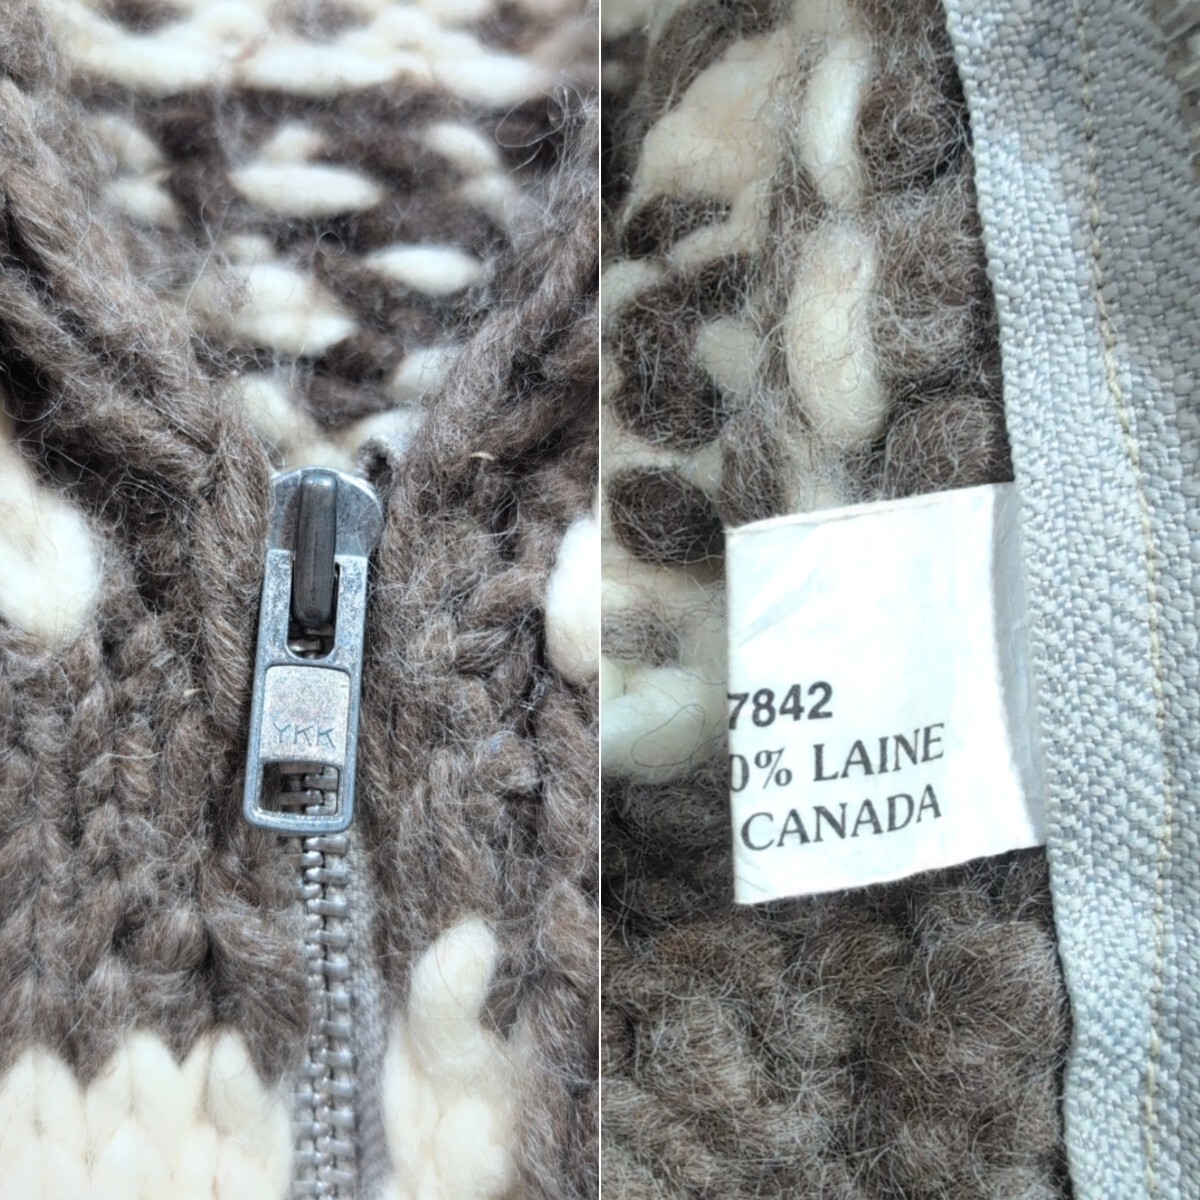 YKK
7842
0% LAINE
CANADA